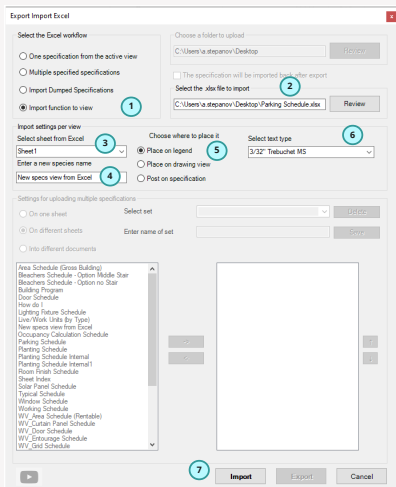 Export Import Excel
x
Select the Excel workflow
One specification from the active view
Multiple specified specifications
Import Dumped Specifications
Import function to view
1
Choose a folder to upload
C:\Users\a.stepanov\Desktop
Review
The specification will be imported back after export
2
Select the .xlsx file to import
C:\Users\a.stepanov\Desktop\Parking Schedule.xlsx
Review
Import settings per view
Select sheet from Excel
3
Sheet1
Enter a new species name
4
New specs view from Excel
Choose where to place it
Place on legend
5
Place on drawing view
Post on specification
6
Select text type
3/32" Trebuchet MS
Settings for uploading multiple specifications
On one sheet
On different sheets
Into different documents
Select set
Delete
Enter name of set
Save
Area Schedule (Gross Building)
Bleachers Schedule - Option Middle Stair
Bleachers Schedule - Option no Stair
Building Program
Door Schedule
How do I
Lighting Fixture Schedule
Live/Work Units (by Type)
New specs view from Excel
Occupancy Calculation Schedule
Parking Schedule
Planting Schedule
Planting Schedule Internal
Planting Schedule Internal1
Room Finish Schedule
Sheet Index
Solar Panel Schedule
Typical Schedule
Window Schedule
Working Schedule
WV_Area Schedule (Rentable)
WV_Curtain Panel Schedule
WV_Door Schedule
WV_Entourage Schedule
WV_Grid Schedule
7
Import
Export
Cancel